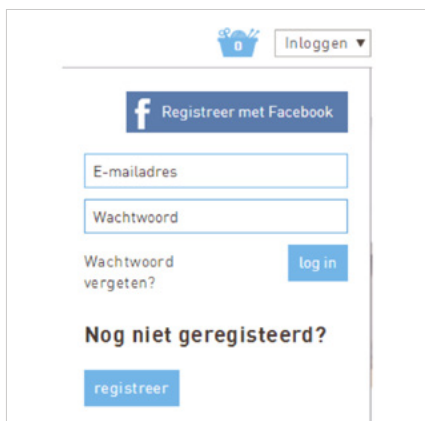 0
Inloggen ▼
f Registreer met Facebook
E-mailadres
Wachtwoord
Wachtwoord
vergeten?
log in
Nog niet geregisteerd?
registreer